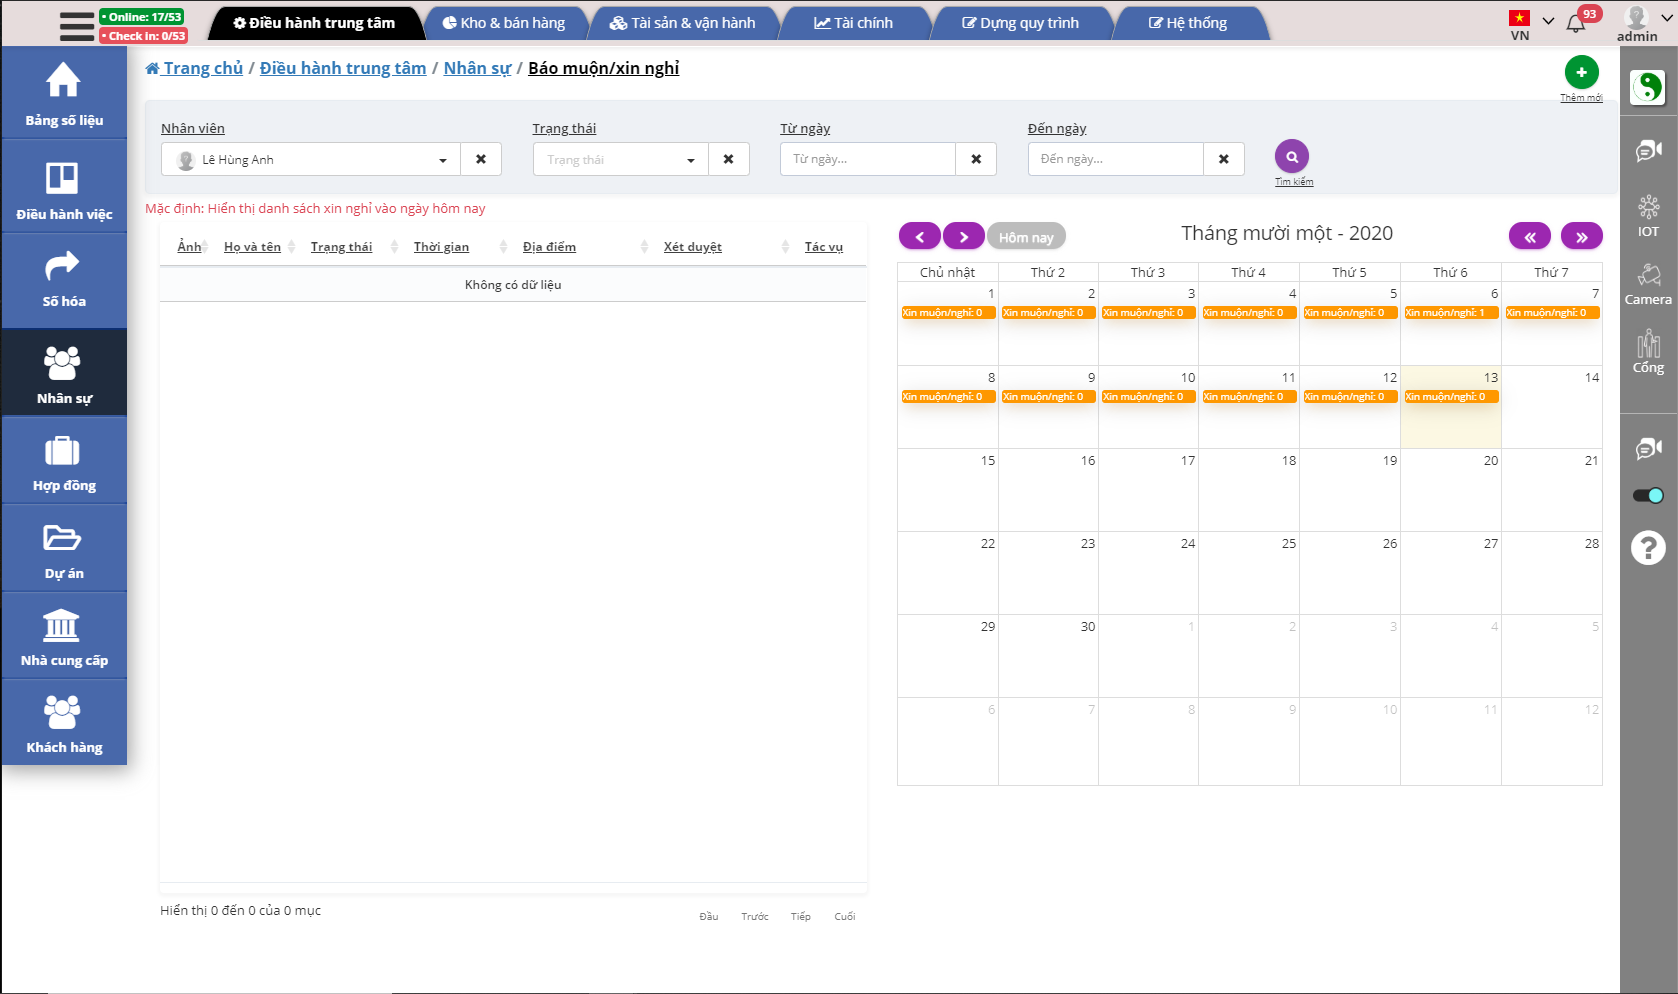 • Online: 17/53
• Check In: 0/53
Điều hành trung tâm
Kho & bán hàng
Tài sản & vận hành
Tài chính
Dựng quy trình
Hệ thống
VN
93
admin
Trang chủ / Điều hành trung tâm / Nhân sự / Báo muộn/xin nghỉ
Thêm mới
Bảng số liệu
Điều hành việc
Số hóa
Nhân sự
Hợp đồng
Dự án
Nhà cung cấp
Khách hàng
Nhân viên
Trạng thái
Từ ngày
Đến ngày
Lê Hùng Anh
Trạng thái
Từ ngày...
Đến ngày...
Tìm kiếm
Mặc định: Hiển thị danh sách xin nghỉ vào ngày hôm nay
Ảnh Họ và tên Trạng thái Thời gian Địa điểm Xét duyệt Tác vụ
Không có dữ liệu
Hiển thị 0 đến 0 của 0 mục
Đầu Trước Tiếp Cuối
Hôm nay
Tháng mười một - 2020
Chủ nhật Thứ 2 Thứ 3 Thứ 4 Thứ 5 Thứ 6 Thứ 7
1 2 3 4 5 6 7
Xin muộn/nghỉ: 0 Xin muộn/nghỉ: 0 Xin muộn/nghỉ: 0 Xin muộn/nghỉ: 0 Xin muộn/nghỉ: 0 Xin muộn/nghỉ: 1 Xin muộn/nghỉ: 0
8 9 10 11 12 13 14
Xin muộn/nghỉ: 0 Xin muộn/nghỉ: 0 Xin muộn/nghỉ: 0 Xin muộn/nghỉ: 0 Xin muộn/nghỉ: 0 Xin muộn/nghỉ: 0
15 16 17 18 19 20 21
22 23 24 25 26 27 28
29 30 1 2 3 4 5
6 7 8 9 10 11 12
IOT
Camera
Cổng